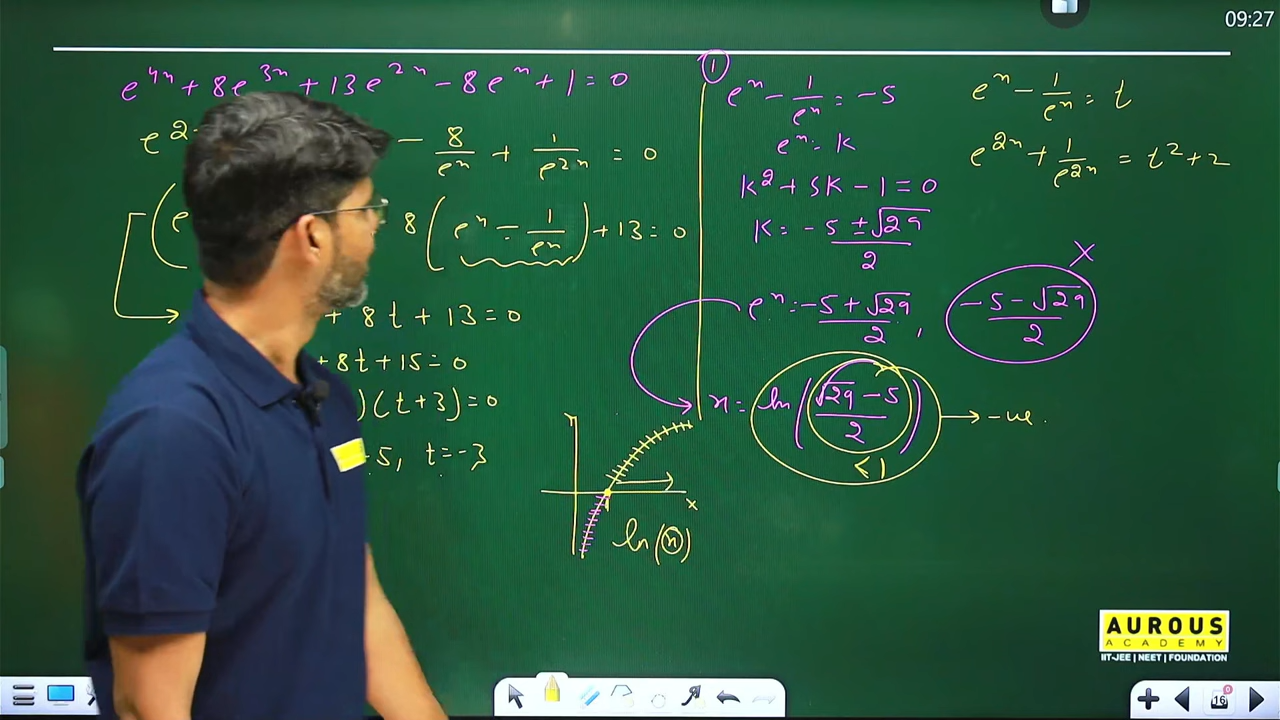 09:27
e^{4x} + 8e^{3x} + 13e^{2x} - 8e^x + 1 = 0
e^2 - 8/e^x + 1/e^{2x} = 0
(e 8(e^x - 1/e^x) + 13 = 0
+ 8t + 13 = 0
+ 8t + 15 = 0
)(t+3) = 0
-5, t = -3
x
ln(x)
①
e^x - 1/e^x = -5
e^x = k
k^2 + 5k - 1 = 0
k = -5 ± √29 / 2
e^x = -5 + √29 / 2 , -5 - √29 / 2 X
x = ln(√29 - 5 / 2) → -ve.
< 1
e^x - 1/e^x = t
e^{2x} + 1/e^{2x} = t^2 + 2
AUROUS
ACADEMY
IIT-JEE | NEET | FOUNDATION
16